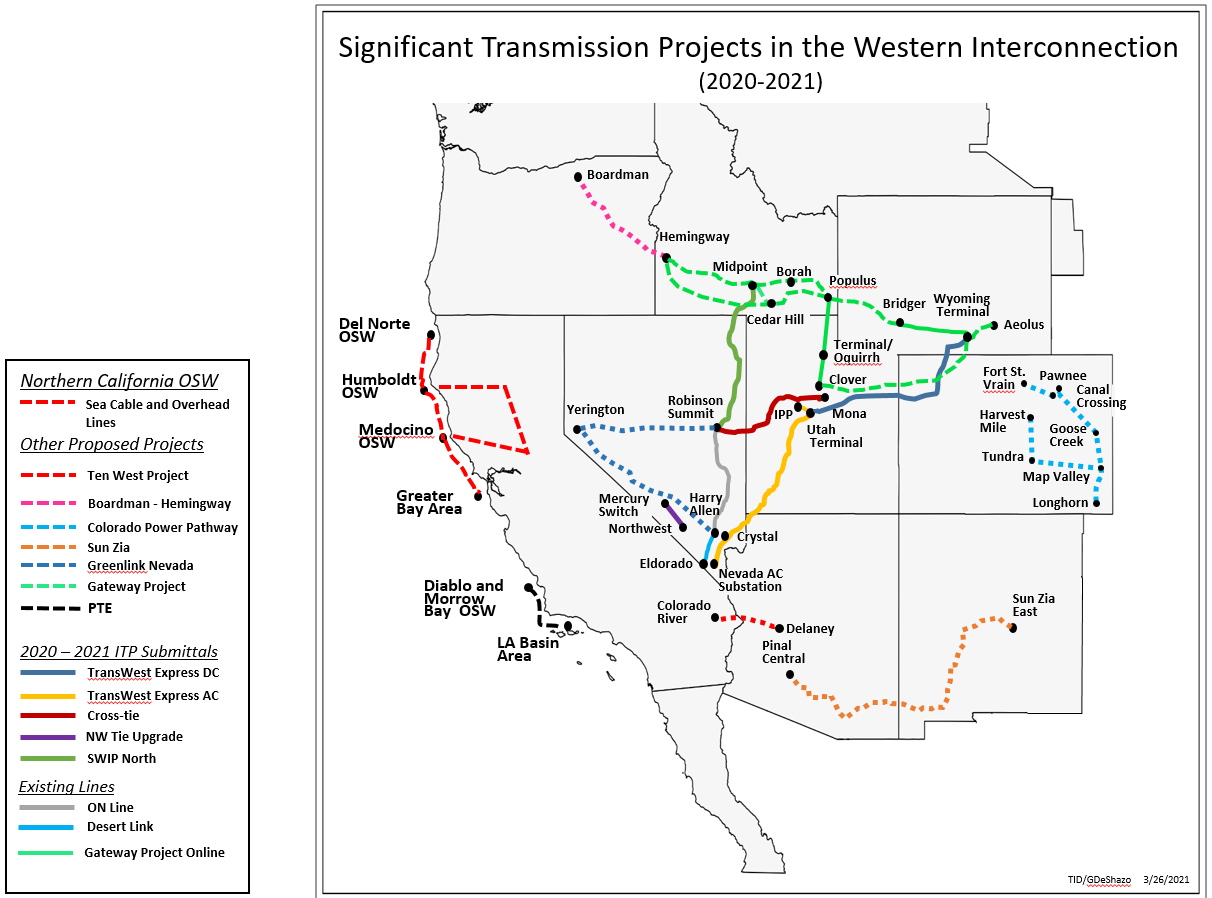 Significant Transmission Projects in the Western Interconnection
(2020-2021)
Northern California OSW
Sea Cable and Overhead
Lines
Other Proposed Projects
Ten West Project
Boardman - Hemingway
Colorado Power Pathway
Sun Zia
Greenlink Nevada
Gateway Project
PTE
2020 – 2021 ITP Submittals
TransWest Express DC
TransWest Express AC
Cross-tie
NW Tie Upgrade
SWIP North
Existing Lines
ON Line
Desert Link
Gateway Project Online
Boardman
Hemingway
Midpoint
Borah
Populus
Cedar Hill
Bridger
Wyoming
Terminal
Aeolus
Del Norte
OSW
Humboldt
OSW
Medocino
OSW
Greater
Bay Area
Diablo and
Morrow
Bay OSW
LA Basin
Area
Terminal/
Oquirrh
Clover
Mona
IPP
Utah
Terminal
Robinson
Summit
Yerington
Mercury
Switch
Northwest
Harry
Allen
Crystal
Eldorado
Nevada AC
Substation
Colorado
River
Delaney
Pinal
Central
Sun Zia
East
Fort St.
Vrain
Pawnee
Canal
Crossing
Harvest
Mile
Goose
Creek
Tundra
Map Valley
Longhorn
TID/GDeShazo 3/26/2021